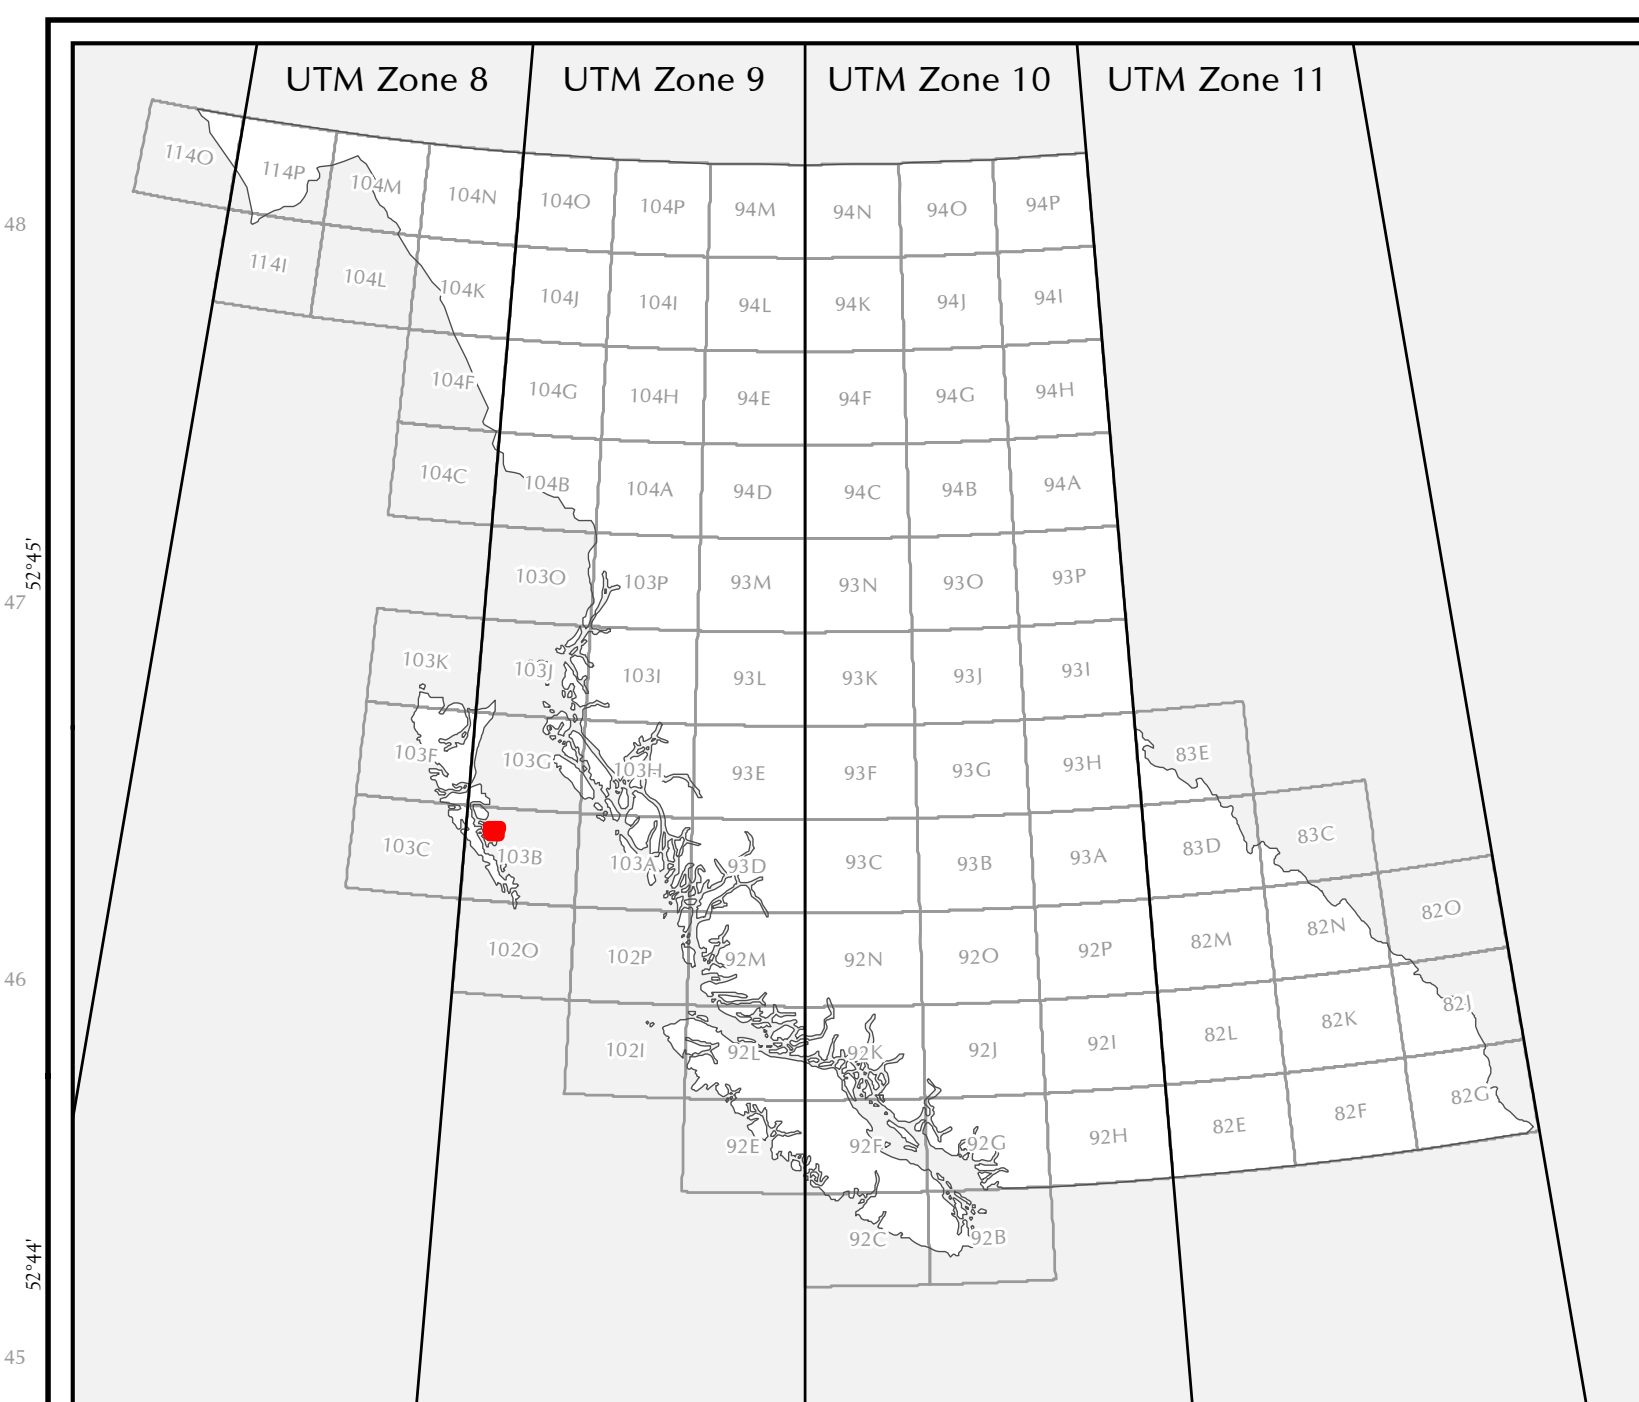 UTM Zone 8 UTM Zone 9 UTM Zone 10 UTM Zone 11
114O 114P 104M 104N 104O 104P 94M 94N 94O 94P
48
114I 104L 104K 104J 104I 94L 94K 94J 94I
104F 104G 104H 94E 94F 94G 94H
104C 104B 104A 94D 94C 94B 94A
52°45'
103O 103P 93M 93N 93O 93P
47
103K 103J 103I 93L 93K 93J 93I
103F 103G 103H 93E 93F 93G 93H 83E
103C 103B 103A 93D 93C 93B 93A 83D 83C
102O 102P 92M 92N 92O 92P 82M 82N 82O
46
102I 92L 92K 92J 92I 82L 82K 82J
92E 92F 92G 92H 82E 82F 82G
52°44'
92C 92B
45